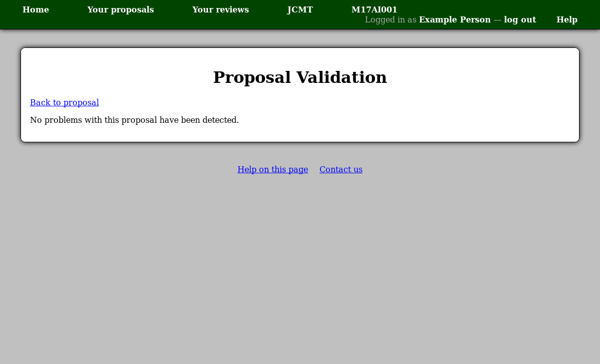 Home Your proposals Your reviews JCMT M17AI001
Logged in as Example Person — log out Help
Proposal Validation
Back to proposal
No problems with this proposal have been detected.
Help on this page Contact us